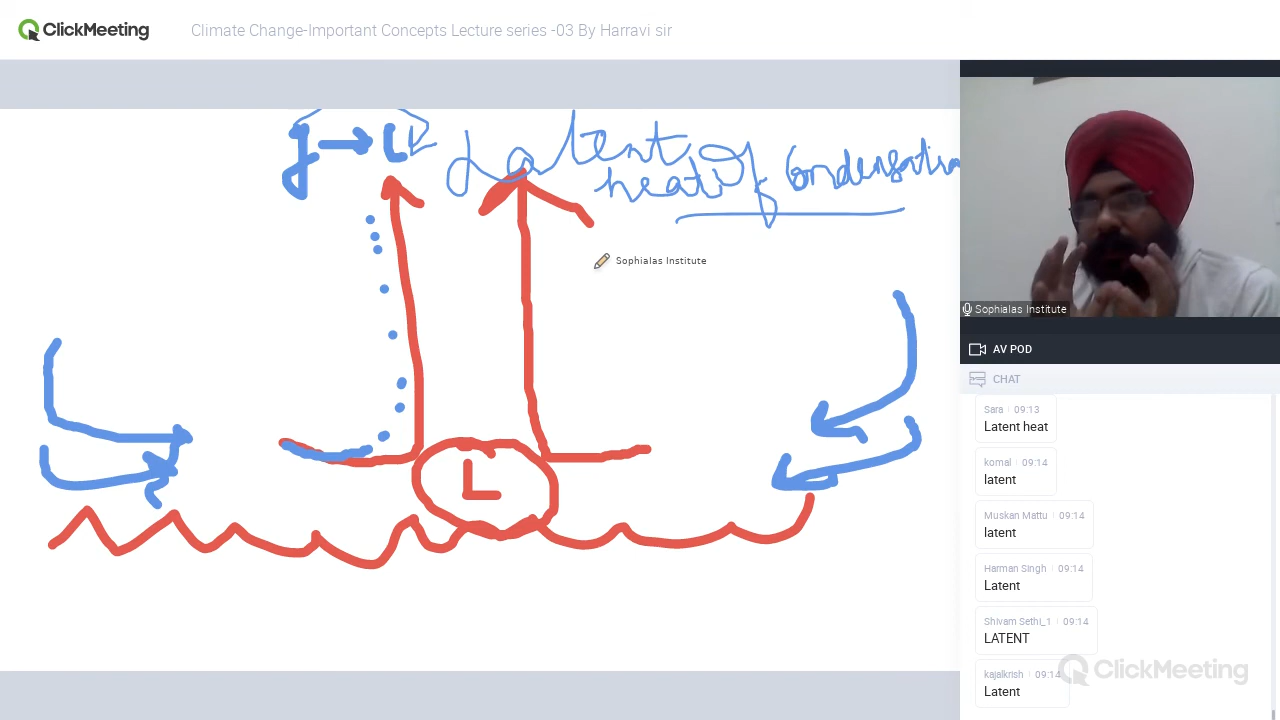 ClickMeeting
Climate Change-Important Concepts Lecture series -03 By Harravi sir
g → L Latent heat of Condensation
Sophialas Institute
L
Sophialas Institute
AV POD
CHAT
Sara 09:13
Latent heat
komal 09:14
latent
Muskan Mattu 09:14
latent
Harman Singh 09:14
Latent
Shivam Sethi_1 09:14
LATENT
kajalkrish 09:14
Latent
ClickMeeting